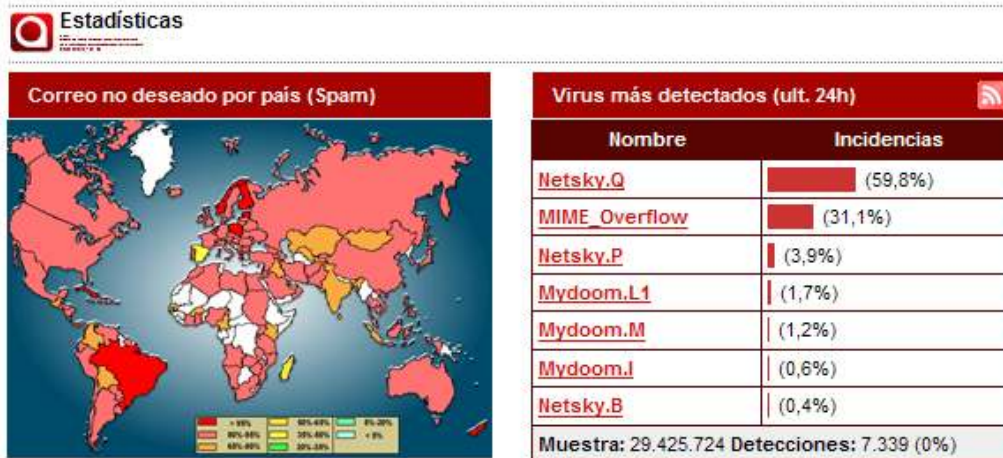 Estadísticas
Correo no deseado por país (Spam)
Virus más detectados (ult. 24h)
Nombre Incidencias
Netsky.Q (59,8%)
MIME_Overflow (31,1%)
Netsky.P (3,9%)
Mydoom.L1 (1,7%)
Mydoom.M (1,2%)
Mydoom.I (0,6%)
Netsky.B (0,4%)
Muestra: 29.425.724 Detecciones: 7.339 (0%)